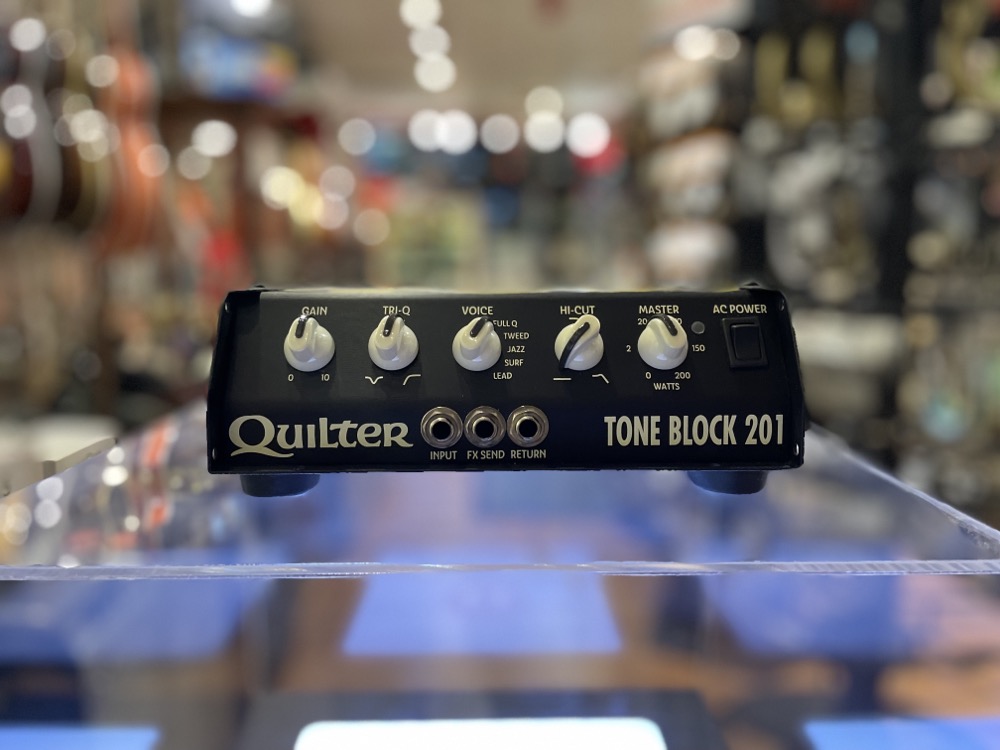 GAIN TRI-Q VOICE HI-CUT MASTER AC POWER
FULL Q
TWEED
JAZZ
SURF
LEAD
20
2 150
0 10
0 200
WATTS
QUILTER
INPUT FX SEND RETURN
TONE BLOCK 201